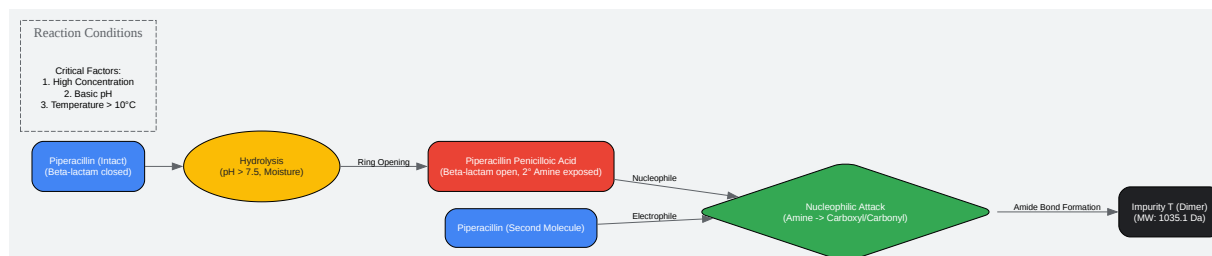 Reaction Conditions
Critical Factors:
1. High Concentration
2. Basic pH
3. Temperature > 10°C
Piperacillin (Intact)
(Beta-lactam closed)
Hydrolysis
(pH > 7.5, Moisture)
Ring Opening
Piperacillin Penicilloic Acid
(Beta-lactam open, 2° Amine exposed)
Nucleophile
Piperacillin (Second Molecule)
Electrophile
Nucleophilic Attack
(Amine -> Carboxyl/Carbonyl)
Amide Bond Formation
Impurity T (Dimer)
(MW: 1035.1 Da)